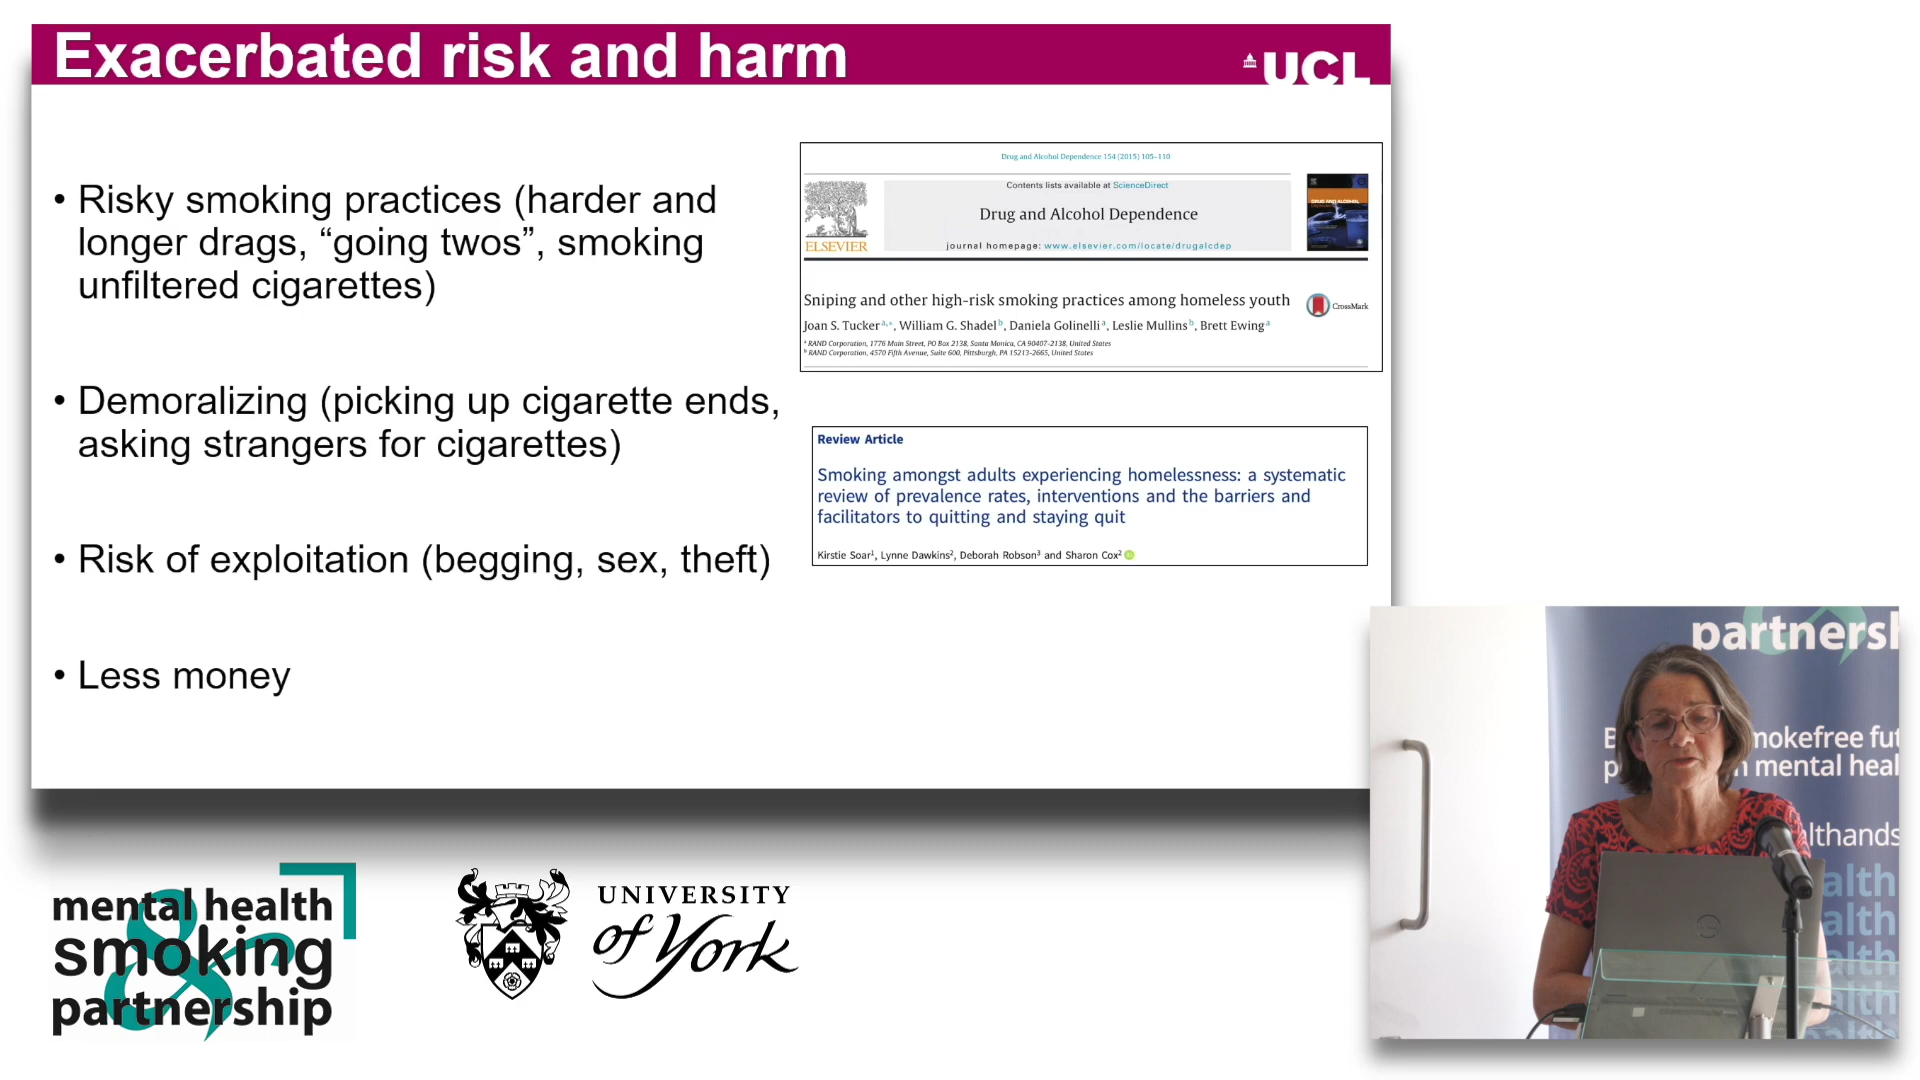 Exacerbated risk and harm
UCL
• Risky smoking practices (harder and
longer drags, “going twos”, smoking
unfiltered cigarettes)
• Demoralizing (picking up cigarette ends,
asking strangers for cigarettes)
• Risk of exploitation (begging, sex, theft)
• Less money
Drug and Alcohol Dependence 154 (2015) 105–110
Contents lists available at ScienceDirect
Drug and Alcohol Dependence
journal homepage: www.elsevier.com/locate/drugalcdep
ELSEVIER
DRUG AND ALCOHOL
Sniping and other high-risk smoking practices among homeless youth
CrossMark
Joan S. Tucker a,*, William G. Shadel b, Daniela Golinelli a, Leslie Mullins b, Brett Ewing a
a RAND Corporation, 1776 Main Street, PO Box 2138, Santa Monica, CA 90407-2138, United States
b RAND Corporation, 4570 Fifth Avenue, Suite 600, Pittsburgh, PA 15213-2665, United States
Review Article
Smoking amongst adults experiencing homelessness: a systematic
review of prevalence rates, interventions and the barriers and
facilitators to quitting and staying quit
Kirstie Soar1, Lynne Dawkins2, Deborah Robson3 and Sharon Cox2 iD
partnersh
mokefree fut
mental heal
lthands
alth
alth
alth
alth
mental health
&
smoking
partnership
UNIVERSITY
of York